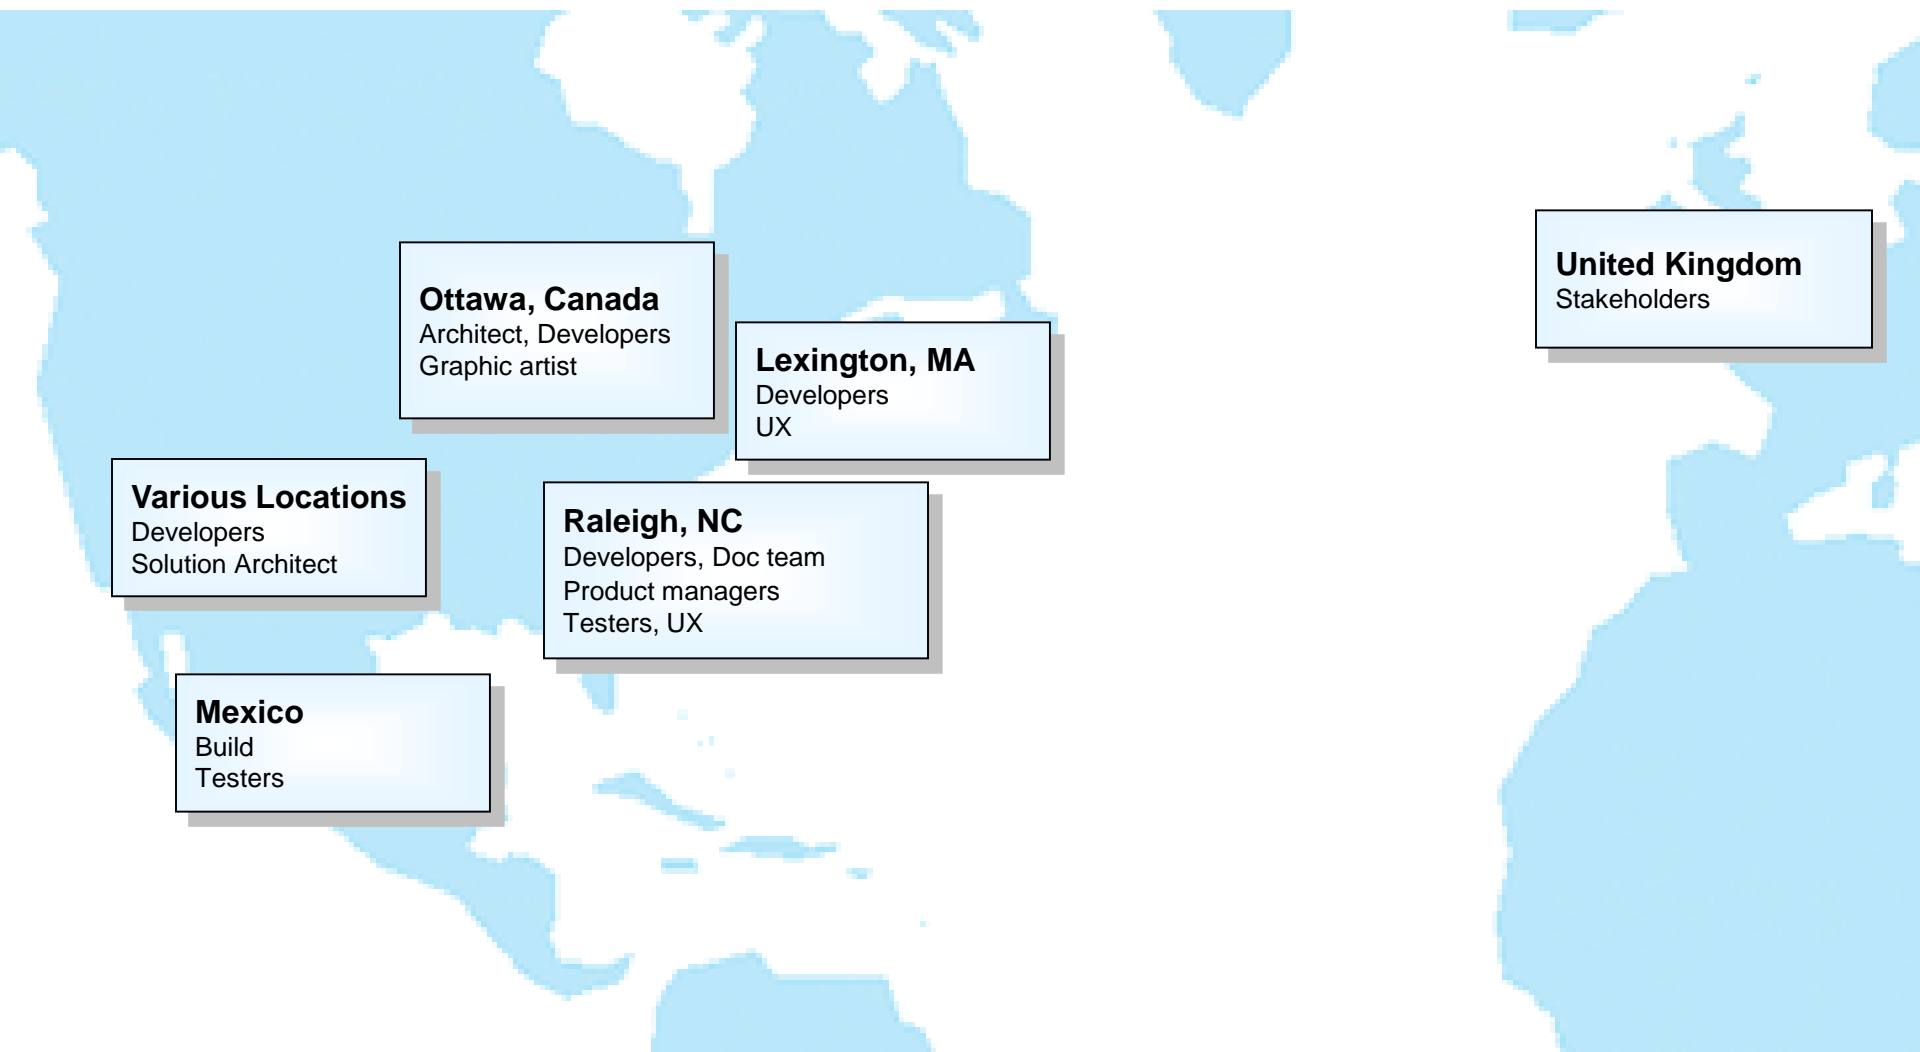 Ottawa, Canada
Architect, Developers
Graphic artist
United Kingdom
Stakeholders
Lexington, MA
Developers
UX
Various Locations
Developers
Solution Architect
Raleigh, NC
Developers, Doc team
Product managers
Testers, UX
Mexico
Build
Testers